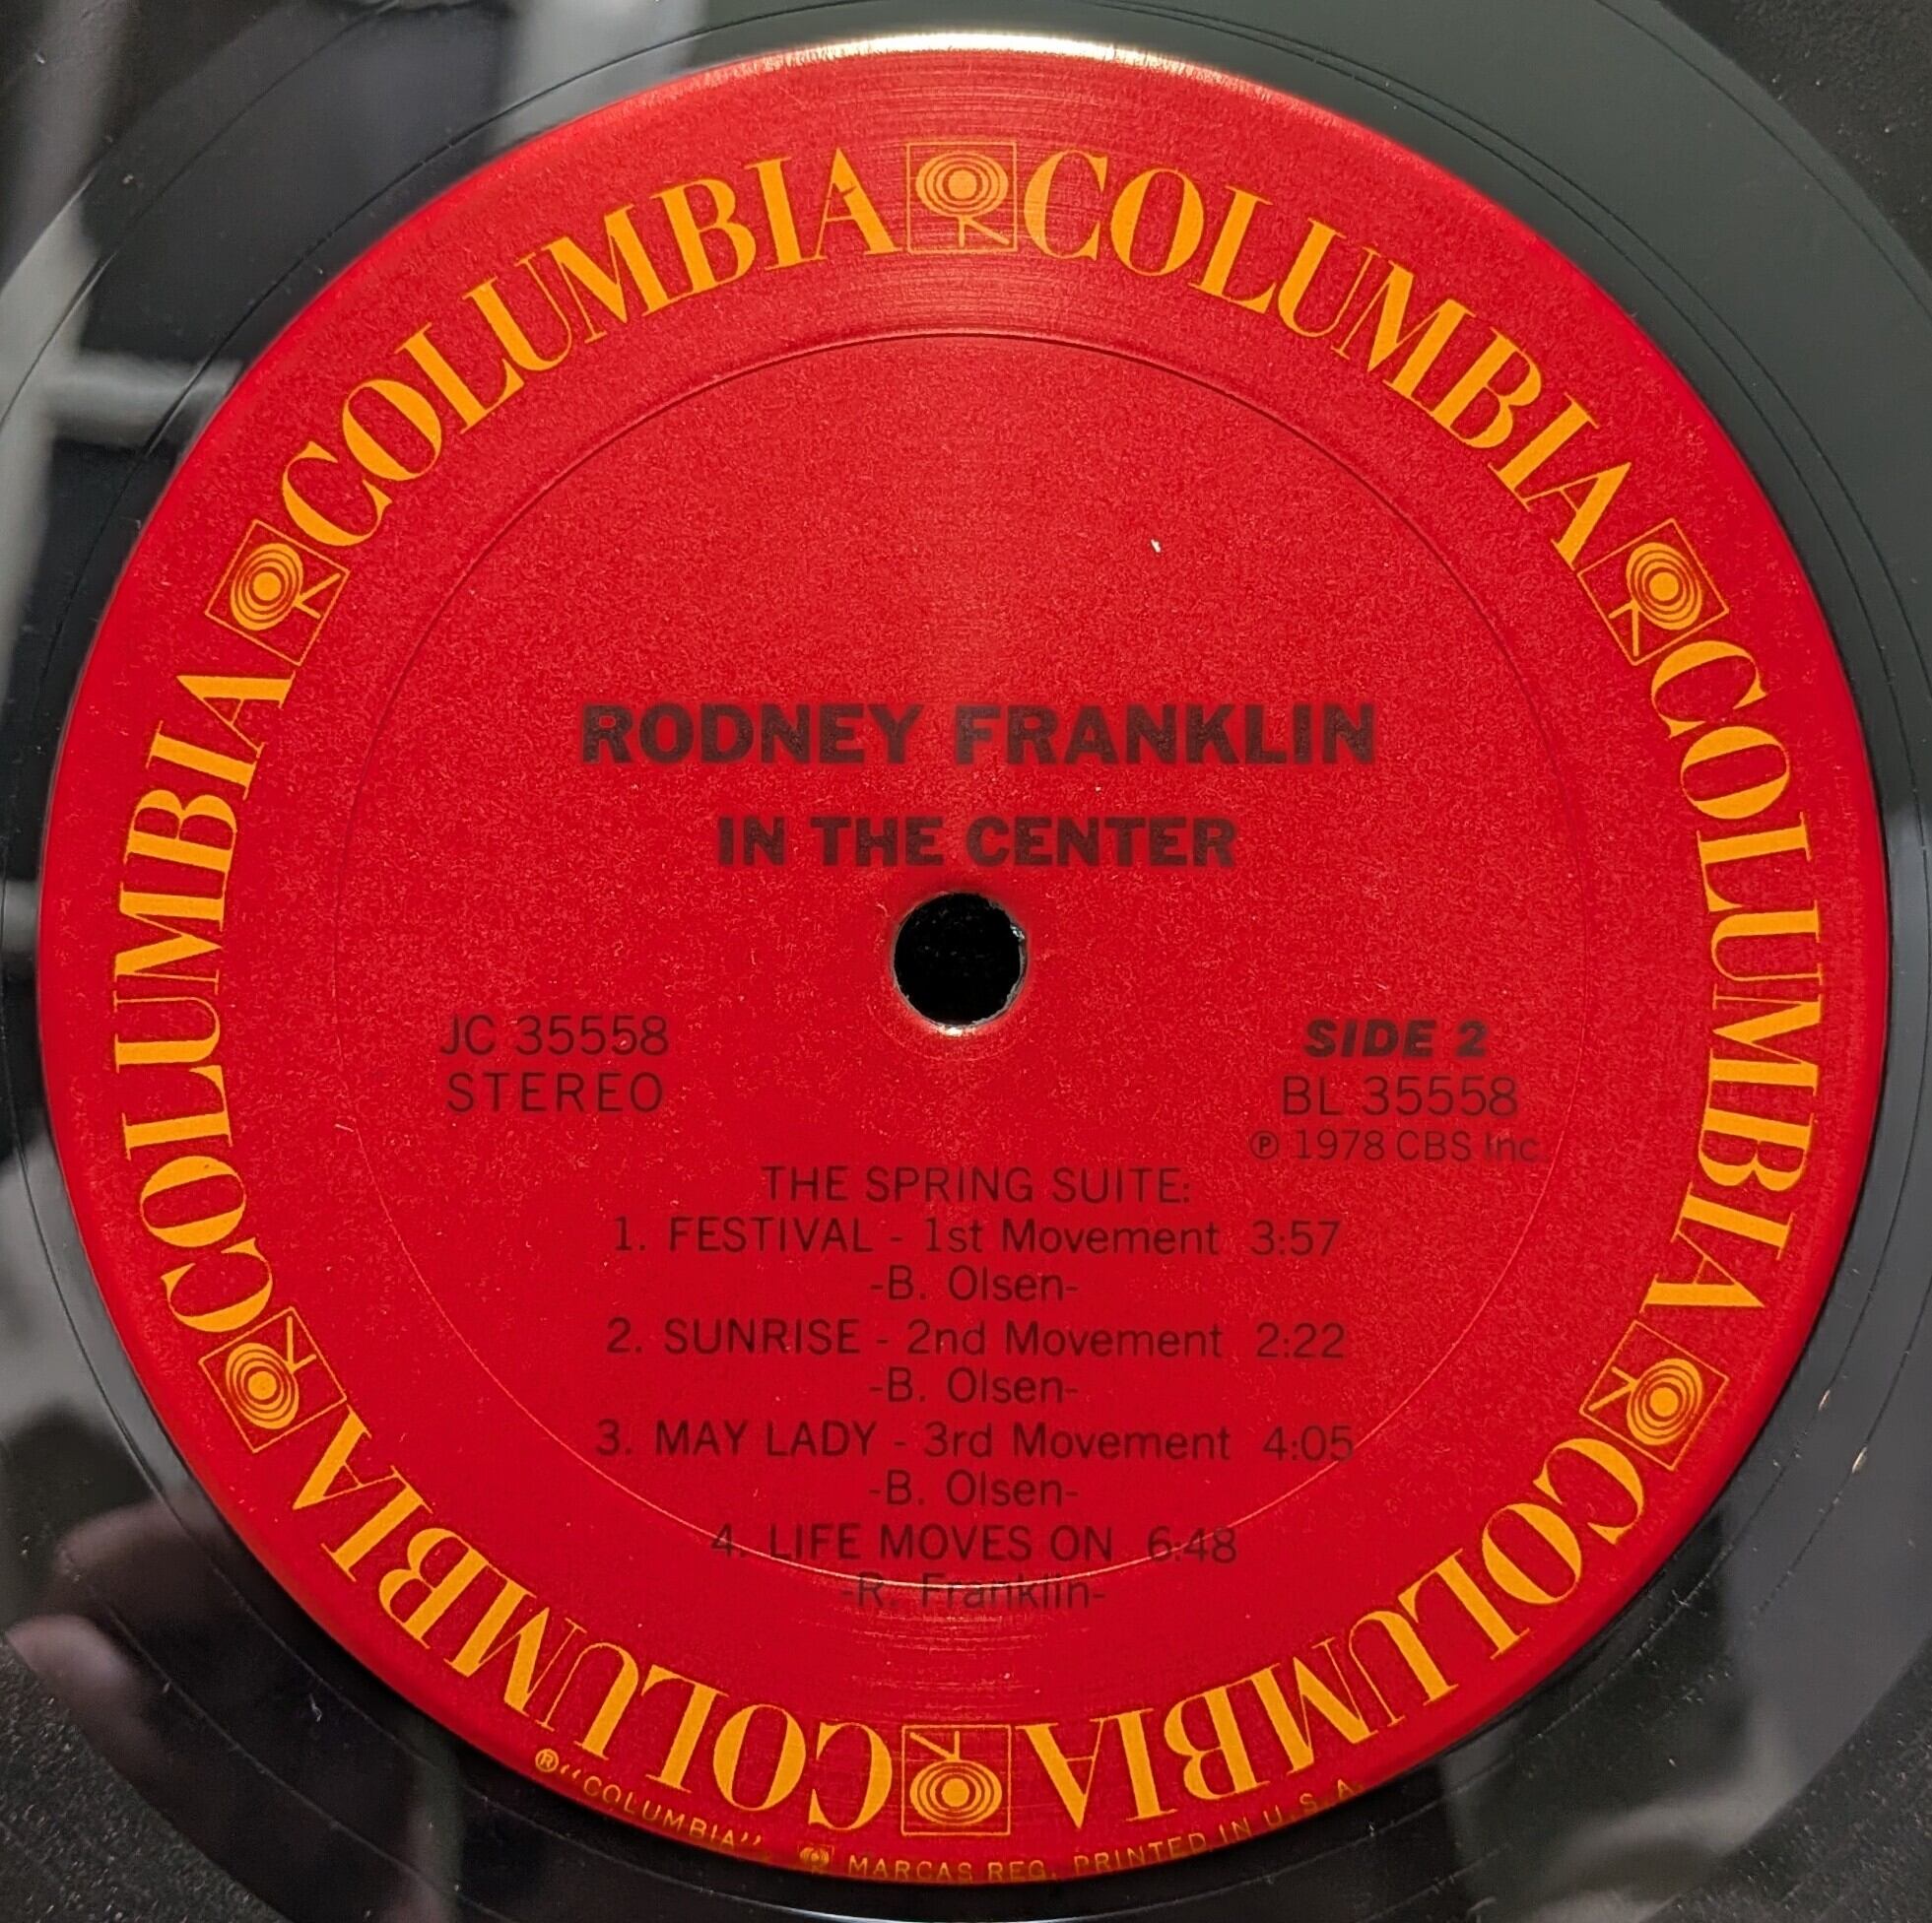 COLUMBIA COLUMBIA COLUMBIA COLUMBIA COLUMBIA COLUMBIA
RODNEY FRANKLIN
IN THE CENTER
JC 35558
STEREO
SIDE 2
BL 35558
℗ 1978 CBS Inc.
THE SPRING SUITE:
1. FESTIVAL - 1st Movement 3:57
-B. Olsen-
2. SUNRISE - 2nd Movement 2:22
-B. Olsen-
3. MAY LADY - 3rd Movement 4:05
-B. Olsen-
4. LIFE MOVES ON 6:48
-R. Franklin-
® "COLUMBIA", MARCAS REG. PRINTED IN U.S.A.